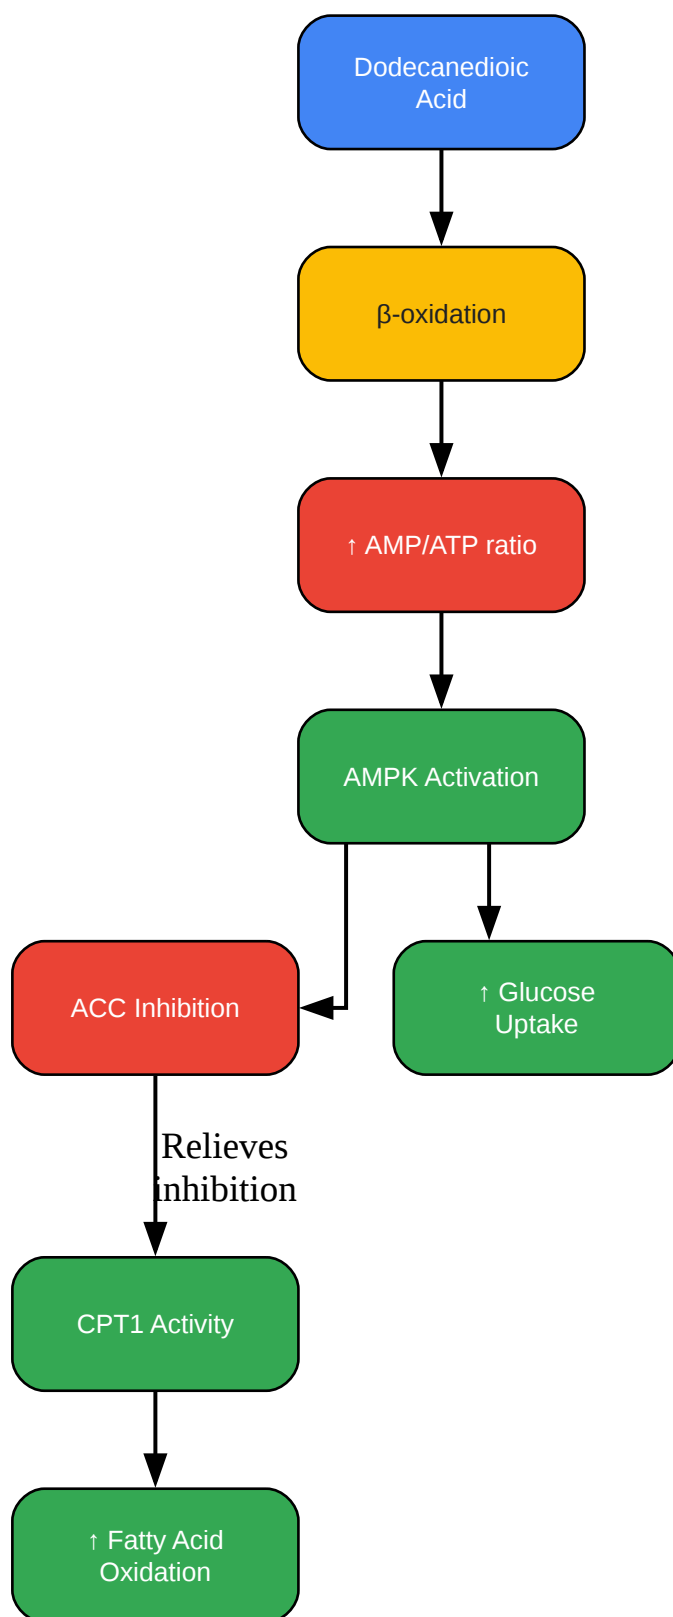 Dodecanedioic
Acid
β-oxidation
↑ AMP/ATP ratio
AMPK Activation
ACC Inhibition
↑ Glucose
Uptake
Relieves
inhibition
CPT1 Activity
↑ Fatty Acid
Oxidation